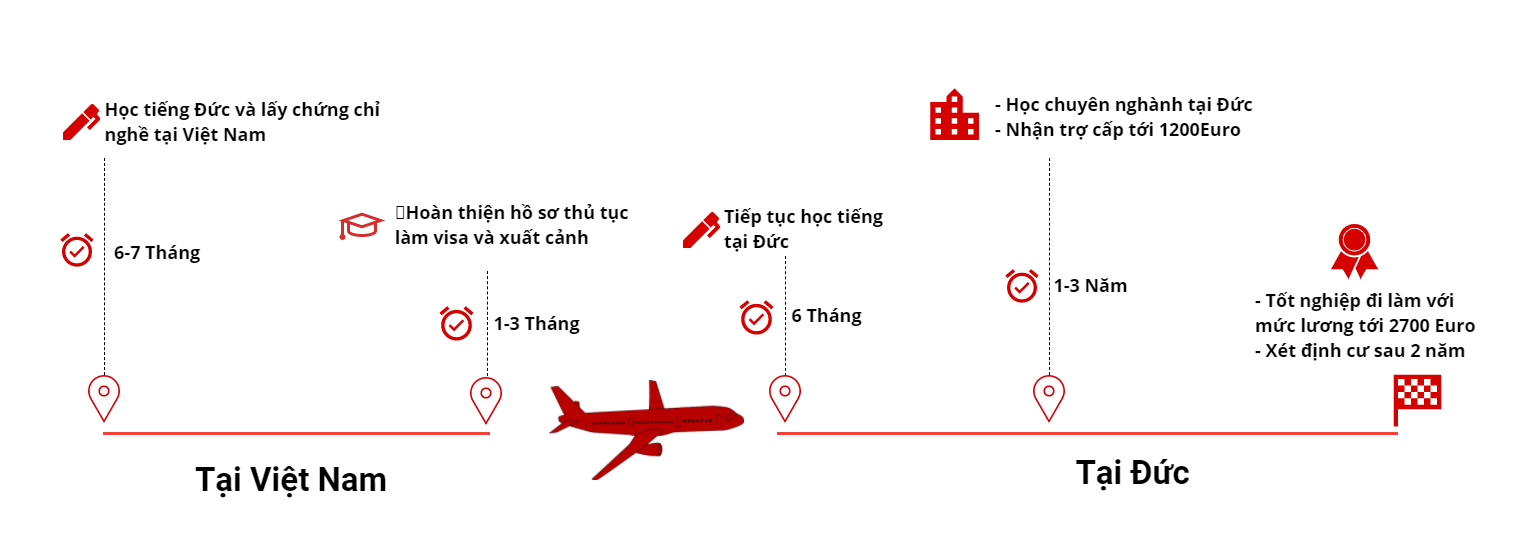 Học tiếng Đức và lấy chứng chỉ
nghề tại Việt Nam
6-7 Tháng
Hoàn thiện hồ sơ thủ tục
làm visa và xuất cảnh
1-3 Tháng
Tiếp tục học tiếng
tại Đức
6 Tháng
- Học chuyên nghành tại Đức
- Nhận trợ cấp tới 1200Euro
1-3 Năm
- Tốt nghiệp đi làm với
mức lương tới 2700 Euro
- Xét định cư sau 2 năm
Tại Việt Nam
Tại Đức